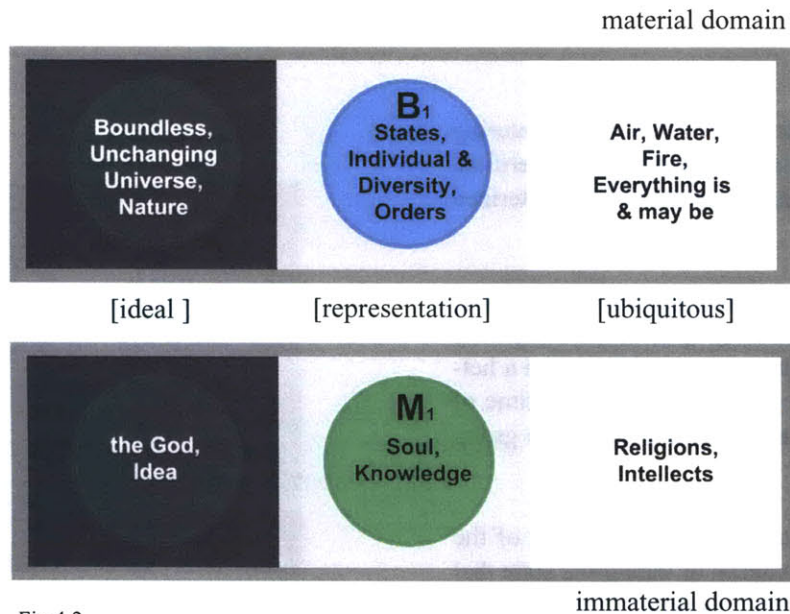 material domain
Boundless,
Unchanging
Universe,
Nature
B1
States,
Individual &
Diversity,
Orders
Air, Water,
Fire,
Everything is
& may be
[ideal ]
[representation]
[ubiquitous]
the God,
Idea
M1
Soul,
Knowledge
Religions,
Intellects
immaterial domain